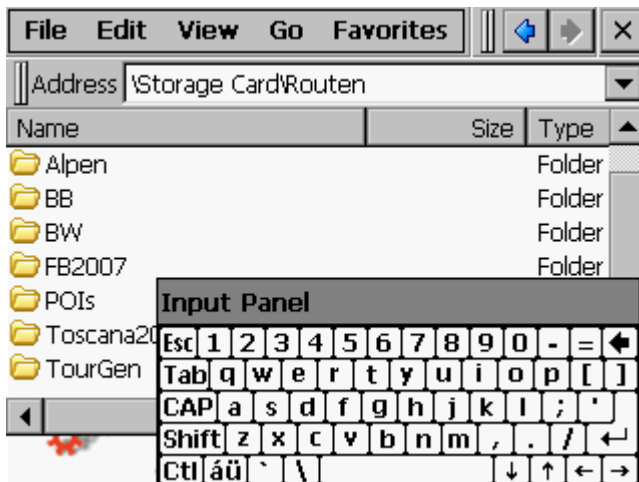 File Edit View Go Favorites
Address \Storage Card\Routen
Name Size Type
Alpen Folder
BB Folder
BW Folder
FB2007 Folder
POIs
Input Panel
Toscana20
TourGen
Esc 1 2 3 4 5 6 7 8 9 0 - =
Tab q w e r t y u i o p [ ]
CAP a s d f g h j k l ; '
Shift z x c v b n m , . /
Ctl áü ` \